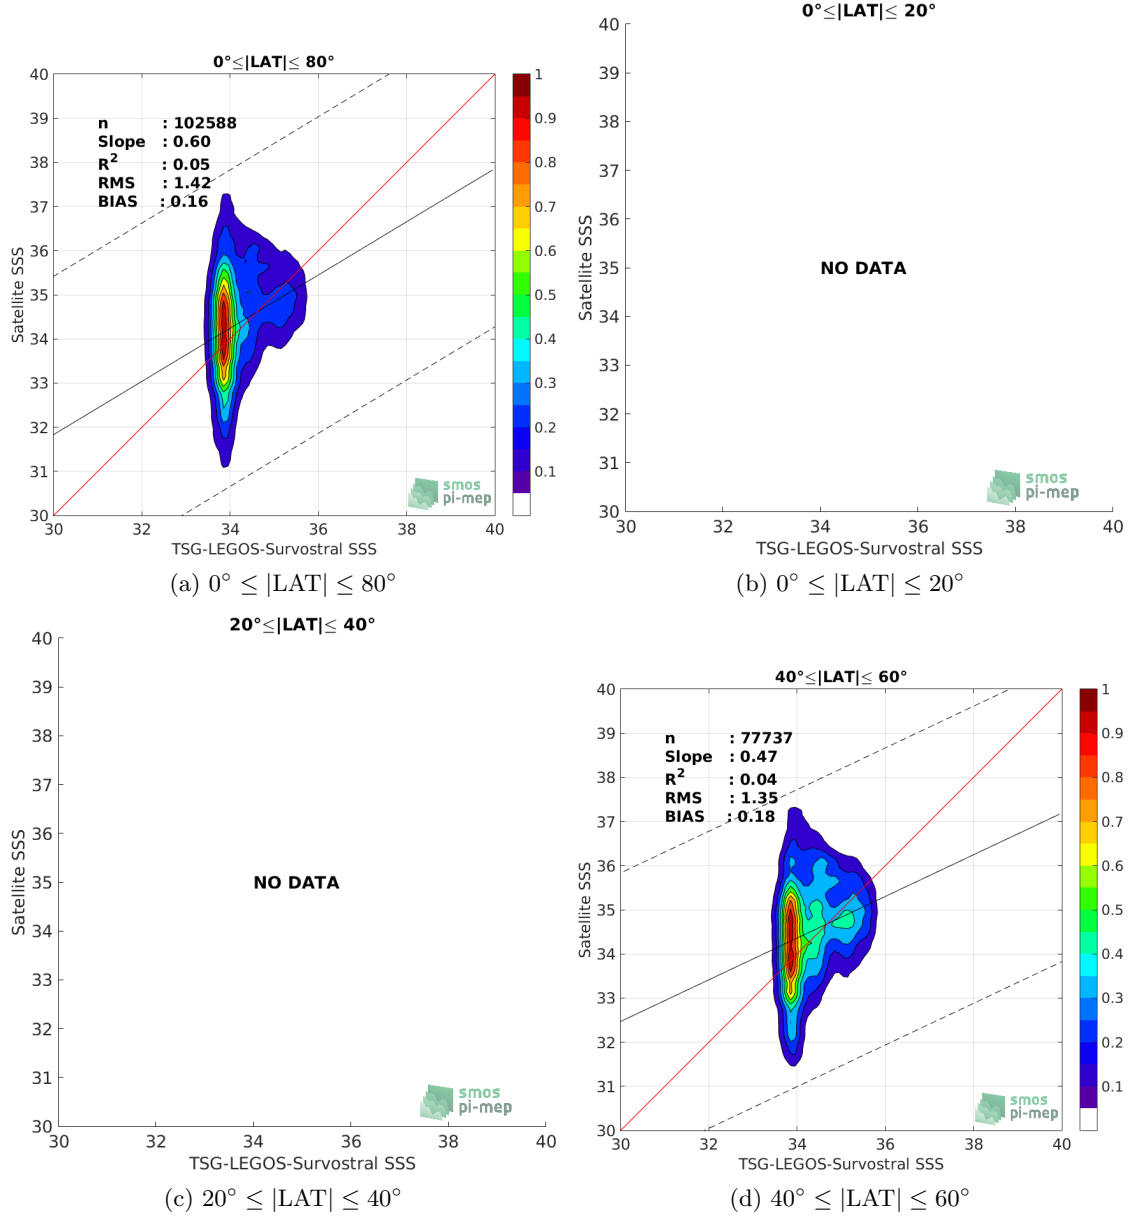 0°≤|LAT|≤ 80°
40
39
38
37
36
35
34
33
32
31
30
Satellite SSS
n : 102588
Slope : 0.60
R² : 0.05
RMS : 1.42
BIAS : 0.16
smos
pi-mep
30 32 34 36 38 40
TSG-LEGOS-Survostral SSS
1
0.9
0.8
0.7
0.6
0.5
0.4
0.3
0.2
0.1
(a) 0° ≤ |LAT| ≤ 80°
0°≤|LAT|≤ 20°
40
39
38
37
36
35
34
33
32
31
30
Satellite SSS
NO DATA
smos
pi-mep
30 32 34 36 38 40
TSG-LEGOS-Survostral SSS
(b) 0° ≤ |LAT| ≤ 20°
20°≤|LAT|≤ 40°
40
39
38
37
36
35
34
33
32
31
30
Satellite SSS
NO DATA
smos
pi-mep
30 32 34 36 38 40
TSG-LEGOS-Survostral SSS
(c) 20° ≤ |LAT| ≤ 40°
40°≤|LAT|≤ 60°
40
39
38
37
36
35
34
33
32
31
30
Satellite SSS
n : 77737
Slope : 0.47
R² : 0.04
RMS : 1.35
BIAS : 0.18
smos
pi-mep
30 32 34 36 38 40
TSG-LEGOS-Survostral SSS
1
0.9
0.8
0.7
0.6
0.5
0.4
0.3
0.2
0.1
(d) 40° ≤ |LAT| ≤ 60°